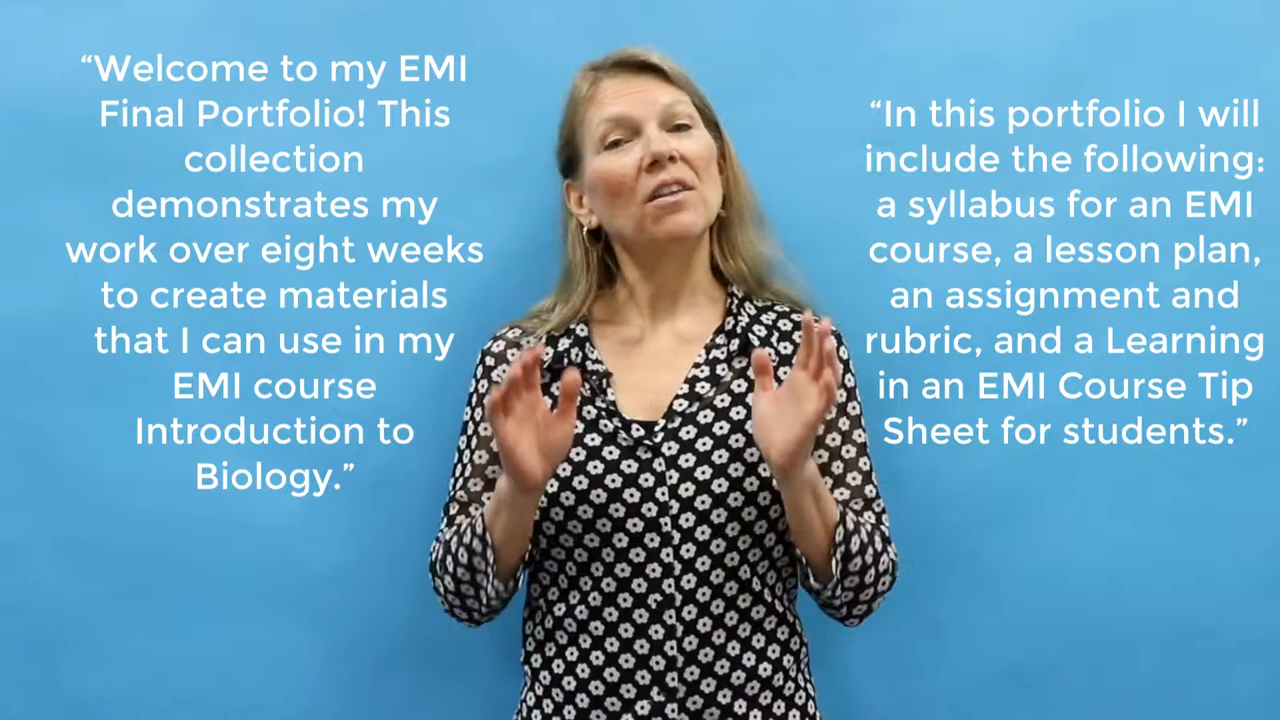 “Welcome to my EMI
Final Portfolio! This
collection
demonstrates my
work over eight weeks
to create materials
that I can use in my
EMI course
Introduction to
Biology.”
“In this portfolio I will
include the following:
a syllabus for an EMI
course, a lesson plan,
an assignment and
rubric, and a Learning
in an EMI Course Tip
Sheet for students.”